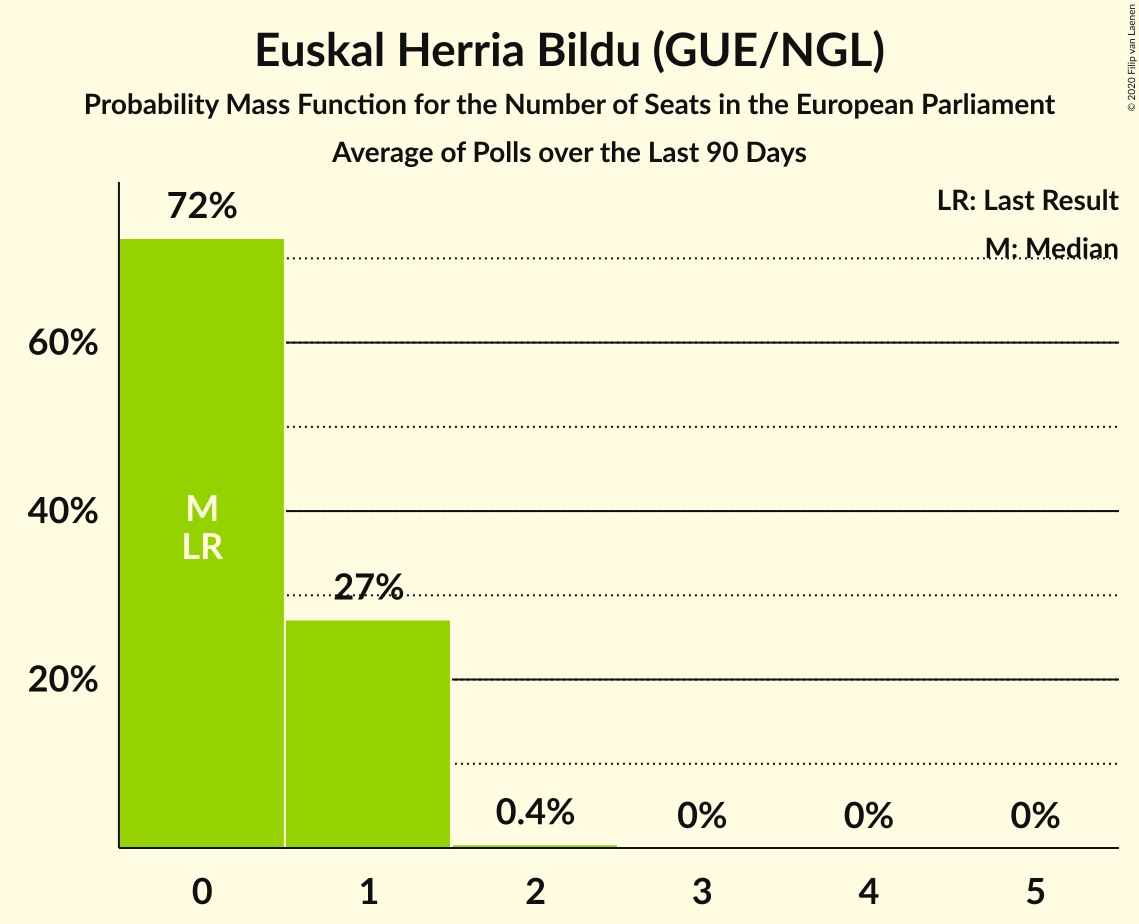 Euskal Herria Bildu (GUE/NGL)
Probability Mass Function for the Number of Seats in the European Parliament
Average of Polls over the Last 90 Days
© 2020 Filip van Laenen
LR: Last Result
M: Median
72%
60%
40%
20%
M
LR
27%
0.4%
0%
0%
0%
0
1
2
3
4
5